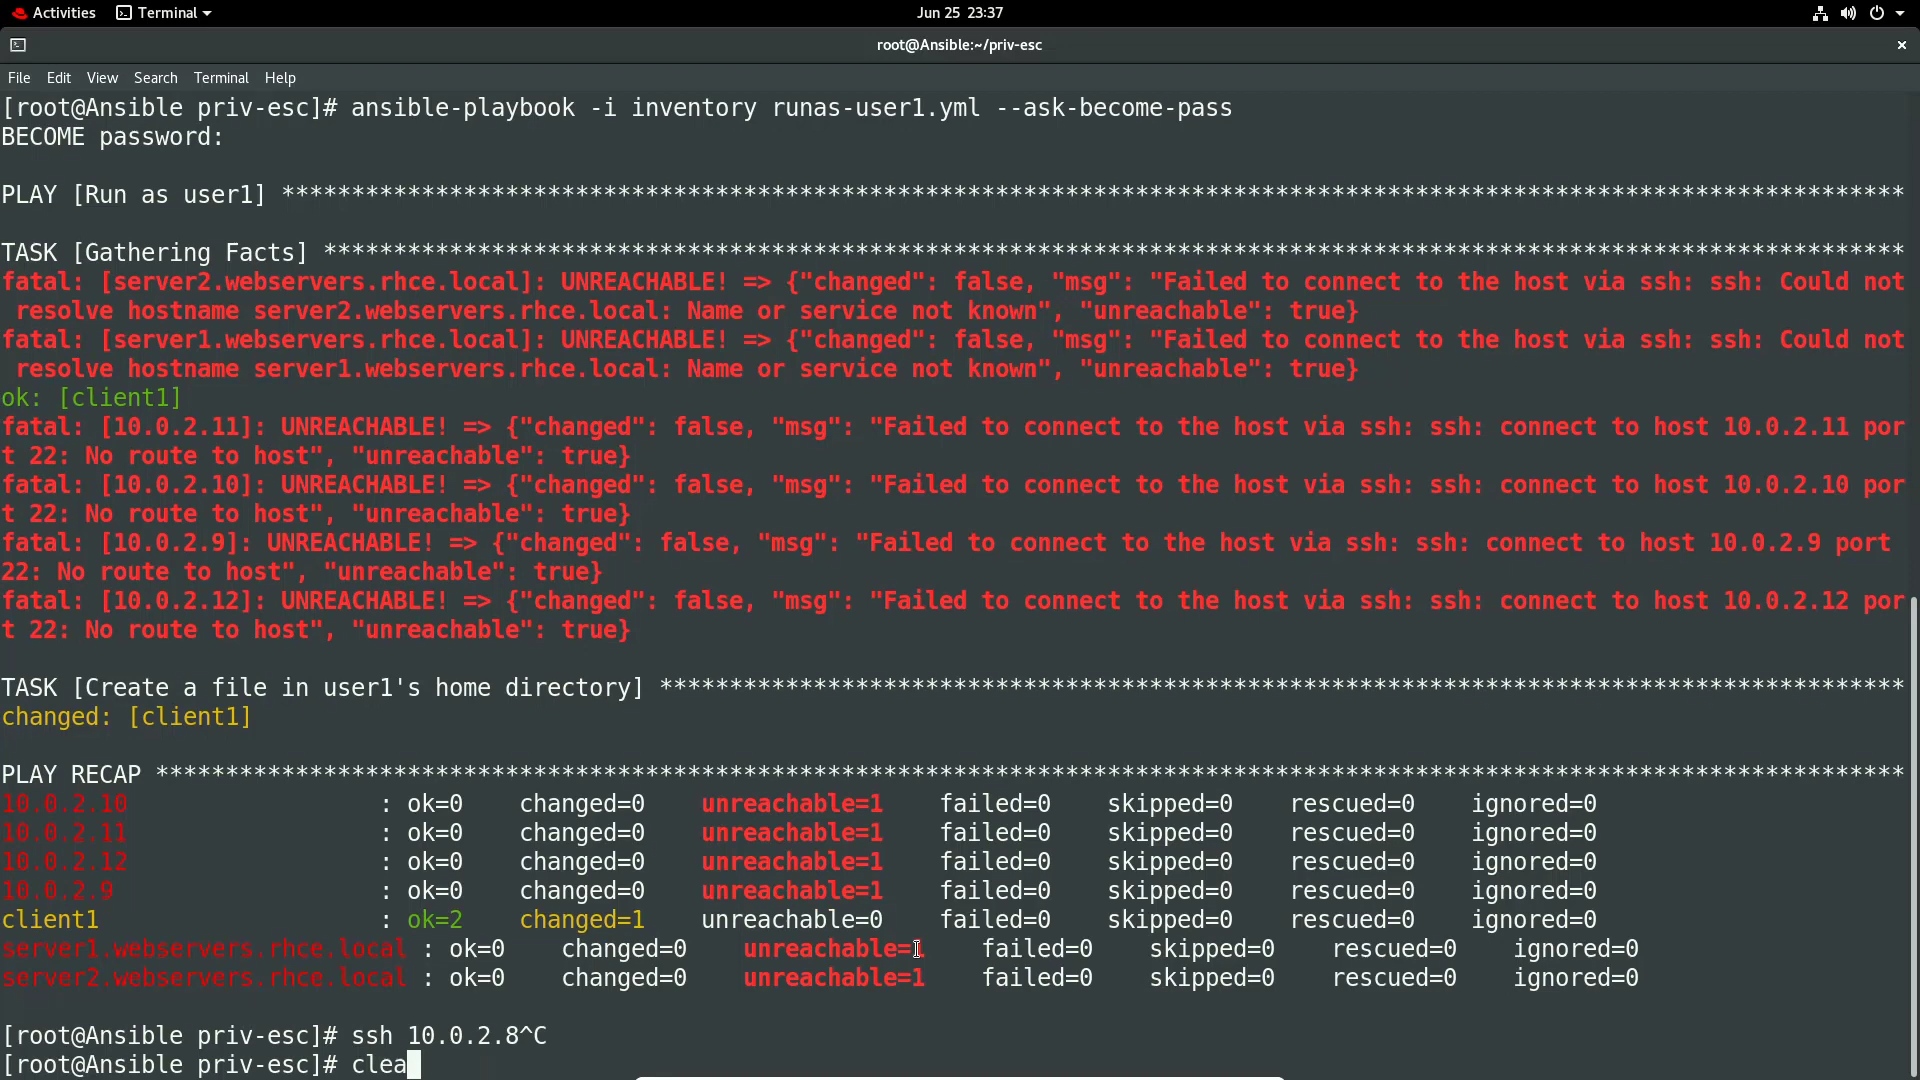 Activities Terminal Jun 25 23:37
root@Ansible:~/priv-esc
File Edit View Search Terminal Help
[root@Ansible priv-esc]# ansible-playbook -i inventory runas-user1.yml --ask-become-pass
BECOME password:
PLAY [Run as user1] ********************************************************************************************************************
TASK [Gathering Facts] *****************************************************************************************************************
fatal: [server2.webservers.rhce.local]: UNREACHABLE! => {"changed": false, "msg": "Failed to connect to the host via ssh: ssh: Could not
 resolve hostname server2.webservers.rhce.local: Name or service not known", "unreachable": true}
fatal: [server1.webservers.rhce.local]: UNREACHABLE! => {"changed": false, "msg": "Failed to connect to the host via ssh: ssh: Could not
 resolve hostname server1.webservers.rhce.local: Name or service not known", "unreachable": true}
ok: [client1]
fatal: [10.0.2.11]: UNREACHABLE! => {"changed": false, "msg": "Failed to connect to the host via ssh: ssh: connect to host 10.0.2.11 por
t 22: No route to host", "unreachable": true}
fatal: [10.0.2.10]: UNREACHABLE! => {"changed": false, "msg": "Failed to connect to the host via ssh: ssh: connect to host 10.0.2.10 por
t 22: No route to host", "unreachable": true}
fatal: [10.0.2.9]: UNREACHABLE! => {"changed": false, "msg": "Failed to connect to the host via ssh: ssh: connect to host 10.0.2.9 port
22: No route to host", "unreachable": true}
fatal: [10.0.2.12]: UNREACHABLE! => {"changed": false, "msg": "Failed to connect to the host via ssh: ssh: connect to host 10.0.2.12 por
t 22: No route to host", "unreachable": true}
TASK [Create a file in user1's home directory] *****************************************************************************************
changed: [client1]
PLAY RECAP *****************************************************************************************************************************
10.0.2.10 : ok=0 changed=0 unreachable=1 failed=0 skipped=0 rescued=0 ignored=0
10.0.2.11 : ok=0 changed=0 unreachable=1 failed=0 skipped=0 rescued=0 ignored=0
10.0.2.12 : ok=0 changed=0 unreachable=1 failed=0 skipped=0 rescued=0 ignored=0
10.0.2.9 : ok=0 changed=0 unreachable=1 failed=0 skipped=0 rescued=0 ignored=0
client1 : ok=2 changed=1 unreachable=0 failed=0 skipped=0 rescued=0 ignored=0
server1.webservers.rhce.local : ok=0 changed=0 unreachable=1 failed=0 skipped=0 rescued=0 ignored=0
server2.webservers.rhce.local : ok=0 changed=0 unreachable=1 failed=0 skipped=0 rescued=0 ignored=0
[root@Ansible priv-esc]# ssh 10.0.2.8^C
[root@Ansible priv-esc]# clea